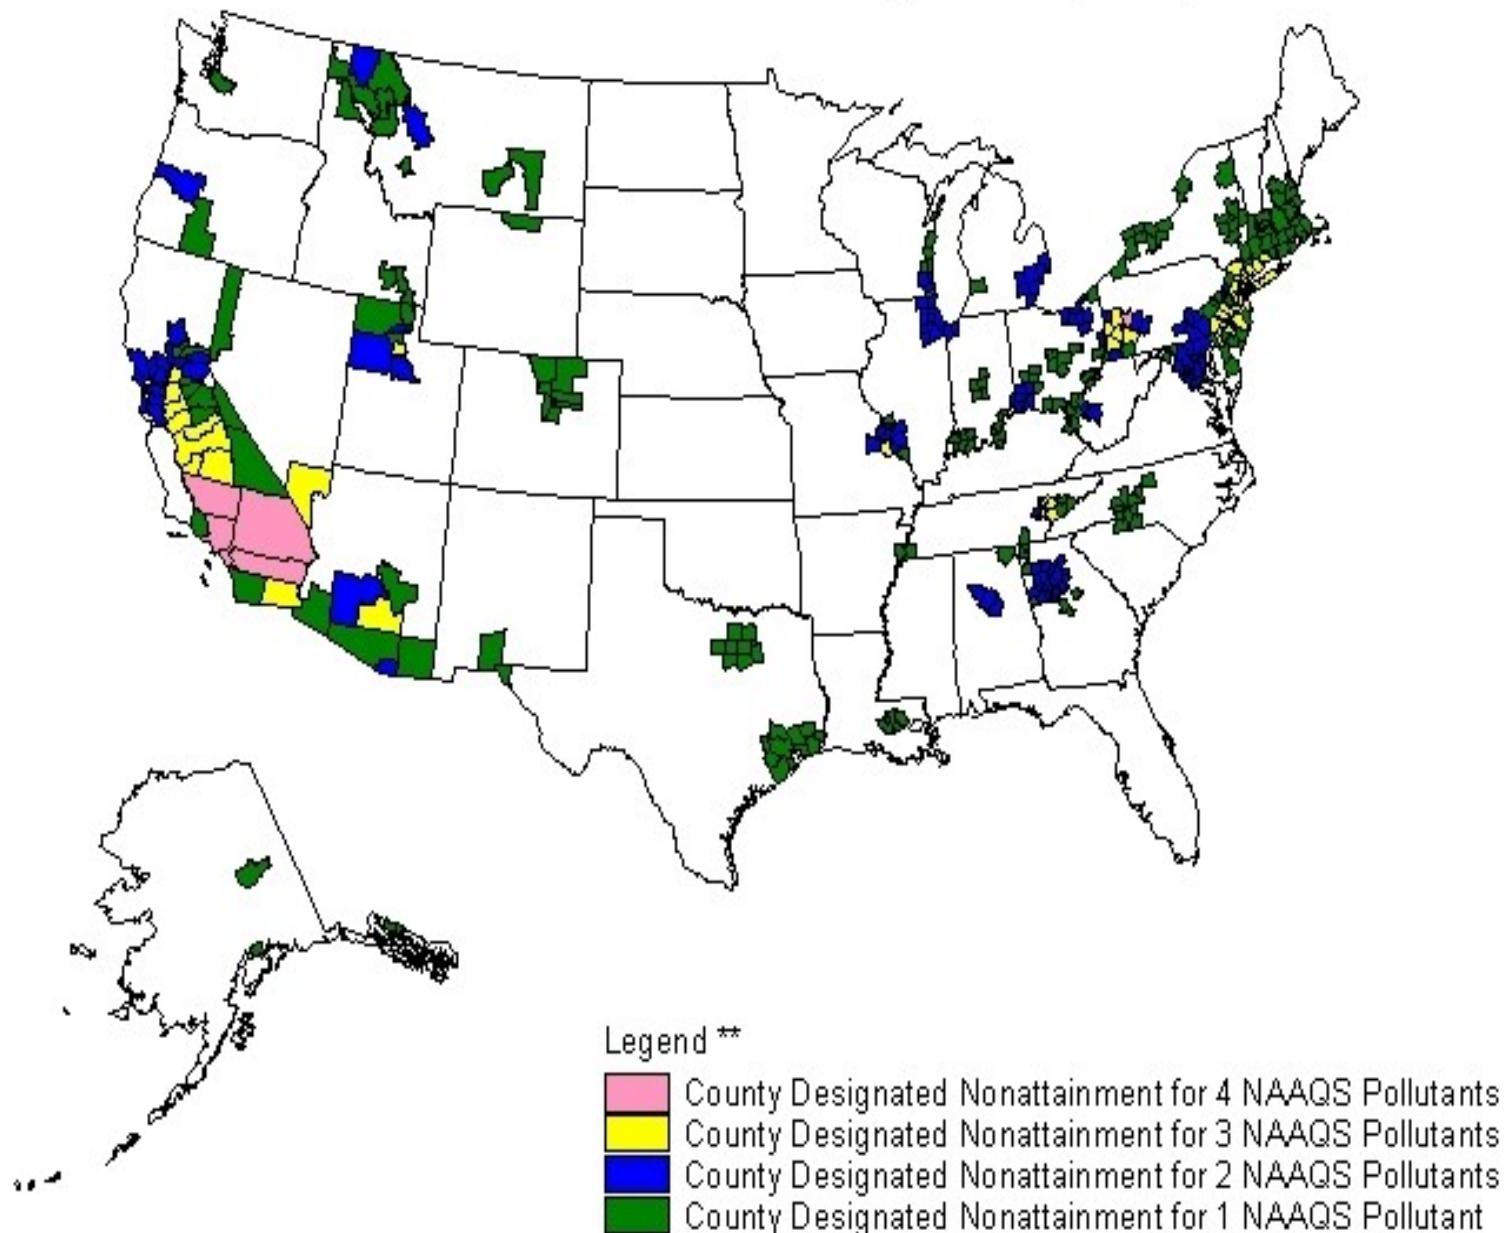 Legend **
County Designated Nonattainment for 4 NAAQS Pollutants
County Designated Nonattainment for 3 NAAQS Pollutants
County Designated Nonattainment for 2 NAAQS Pollutants
County Designated Nonattainment for 1 NAAQS Pollutant